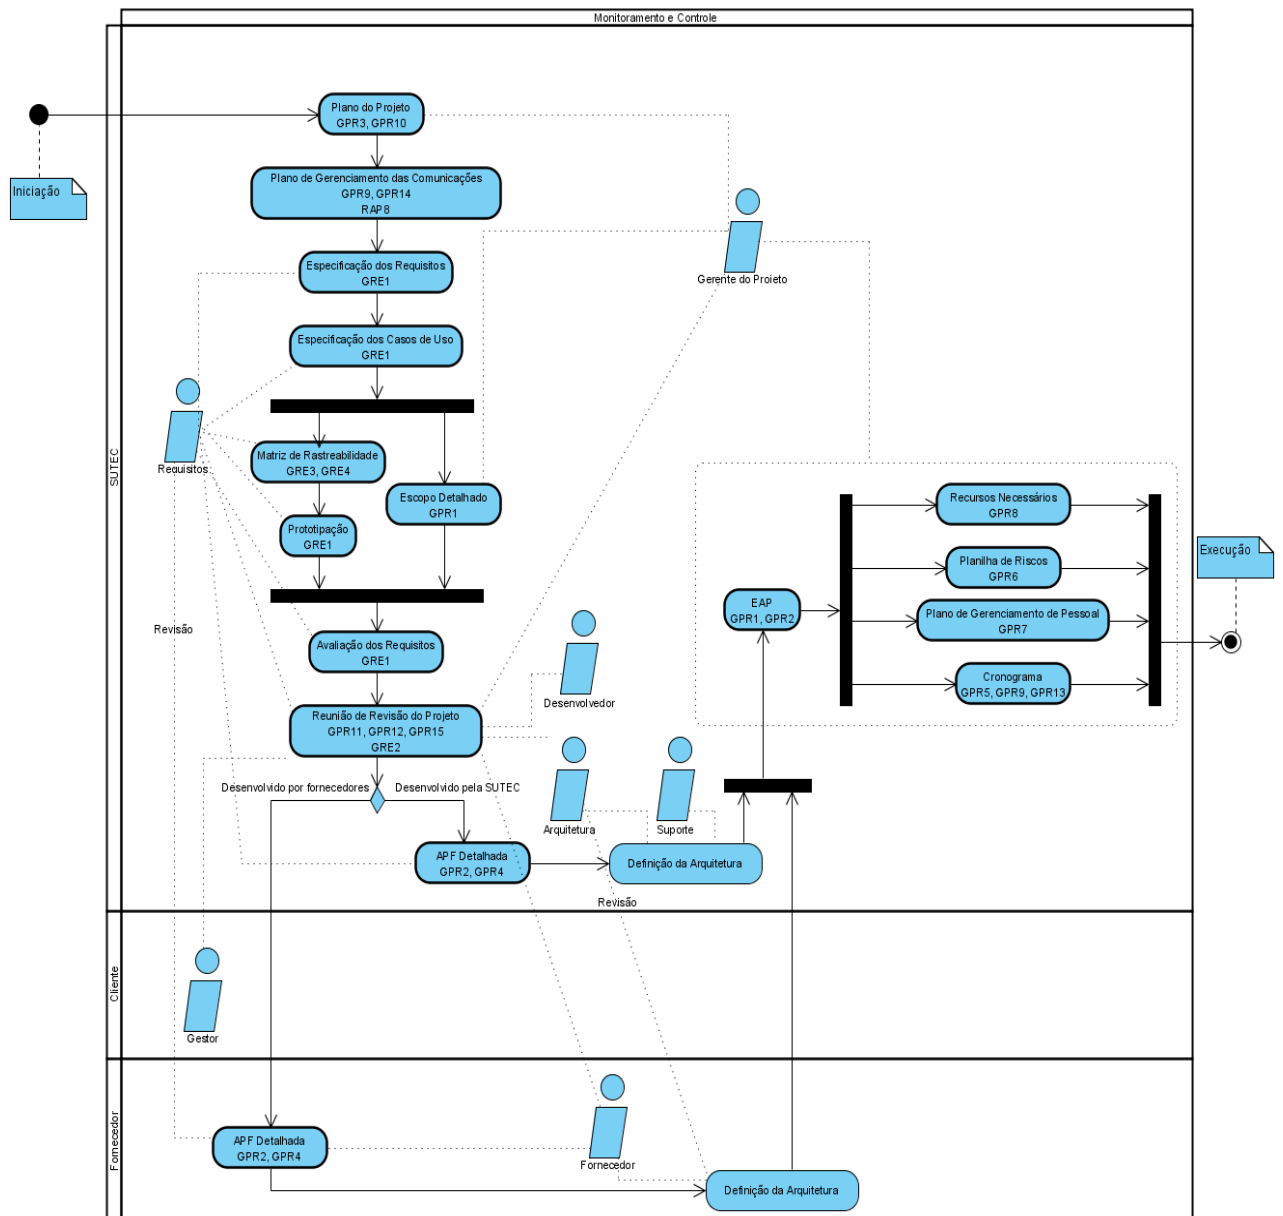 Monitoramento e Controle
Plano do Projeto
GPR3, GPR10
Iniciação
Plano de Gerenciamento das Comunicações
GPR9, GPR14
RAP8
Especificação dos Requisitos
GRE1
Gerente do Projeto
Especificação dos Casos de Uso
GRE1
SUTEC
Requisitos
Matriz de Rastreabilidade
GRE3, GRE4
Escopo Detalhado
GPR1
Prototipação
GRE1
Recursos Necessários
GPR8
Planilha de Riscos
GPR6
EAP
GPR1, GPR2
Plano de Gerenciamento de Pessoal
GPR7
Cronograma
GPR5, GPR9, GPR13
Execução
Revisão
Avaliação dos Requisitos
GRE1
Desenvolvedor
Reunião de Revisão do Projeto
GPR11, GPR12, GPR15
GRE2
Desenvolvido por fornecedores
Desenvolvido pela SUTEC
Arquitetura
Suporte
APF Detalhada
GPR2, GPR4
Definição da Arquitetura
Revisão
Cliente
Gestor
Fornecedor
APF Detalhada
GPR2, GPR4
Fornecedor
Definição da Arquitetura